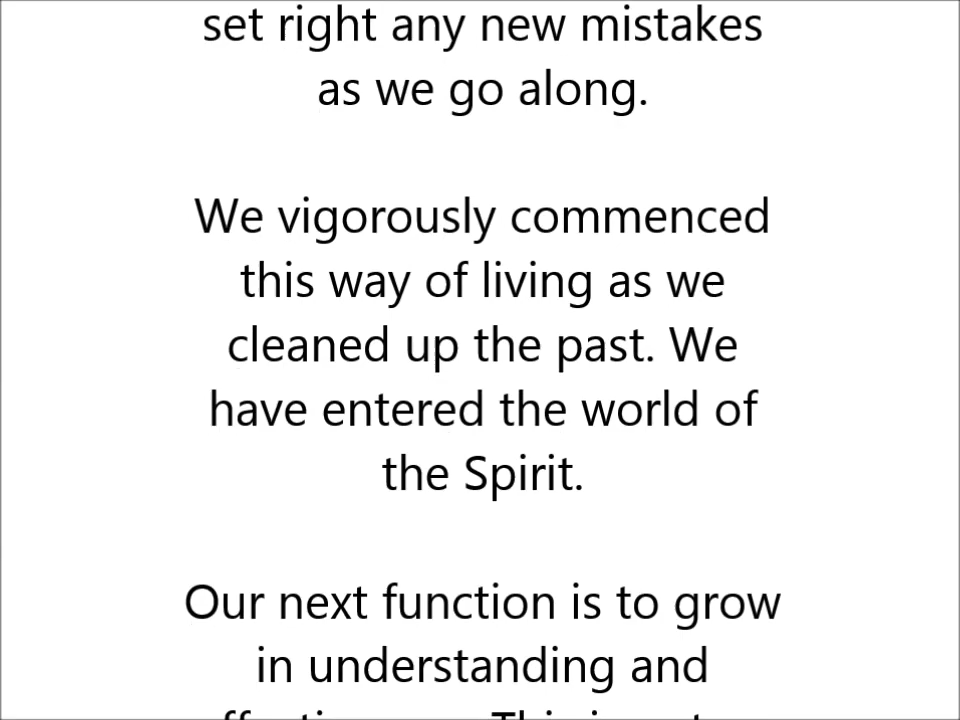 set right any new mistakes
as we go along.
We vigorously commenced
this way of living as we
cleaned up the past. We
have entered the world of
the Spirit.
Our next function is to grow
in understanding and